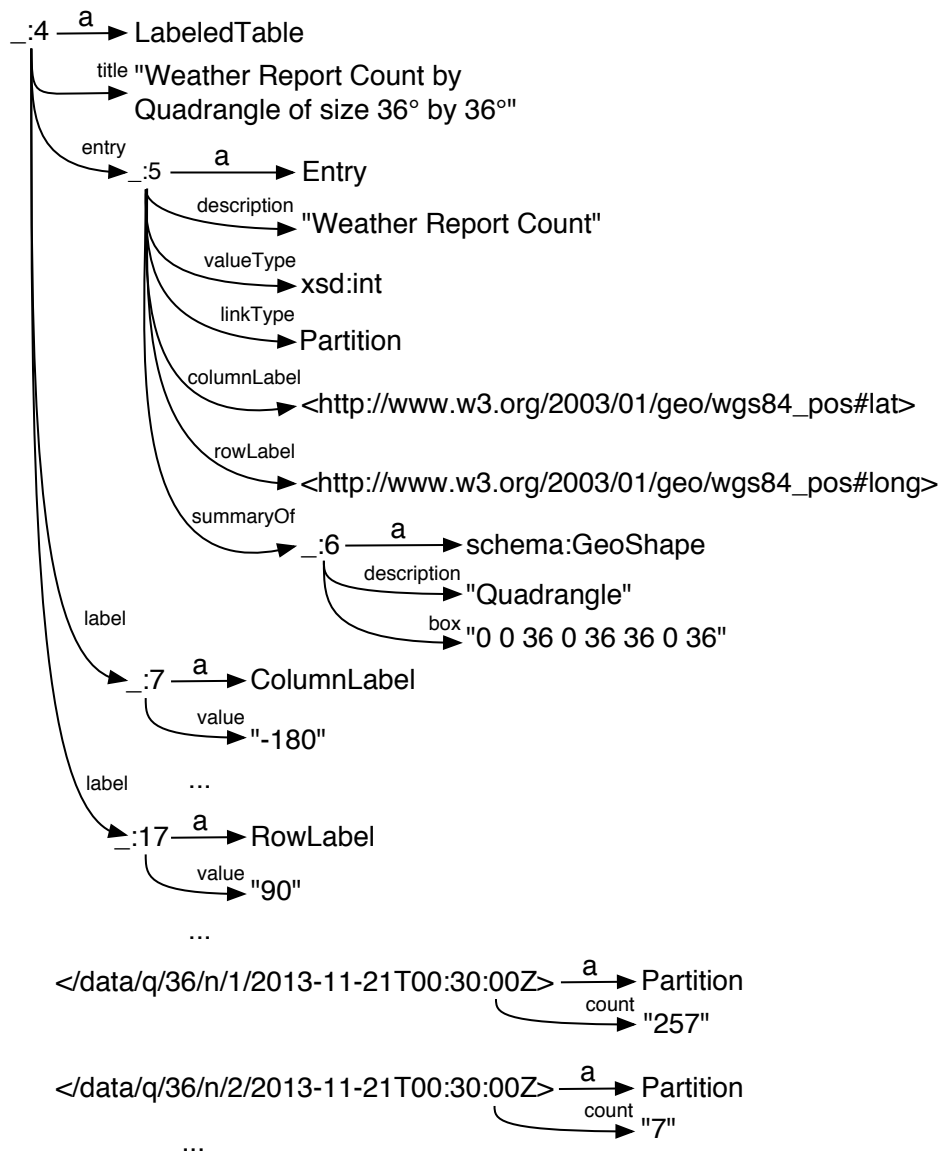 _:4 a LabeledTable
title "Weather Report Count by
Quadrangle of size 36° by 36°"
entry _:5 a Entry
description "Weather Report Count"
valueType xsd:int
linkType Partition
columnLabel <http://www.w3.org/2003/01/geo/wgs84_pos#lat>
rowLabel <http://www.w3.org/2003/01/geo/wgs84_pos#long>
summaryOf _:6 a schema:GeoShape
description "Quadrangle"
box "0 0 36 0 36 36 0 36"
label _:7 a ColumnLabel
value "-180"
...
label _:17 a RowLabel
value "90"
...
</data/q/36/n/1/2013-11-21T00:30:00Z> a Partition
count "257"
</data/q/36/n/2/2013-11-21T00:30:00Z> a Partition
count "7"
...